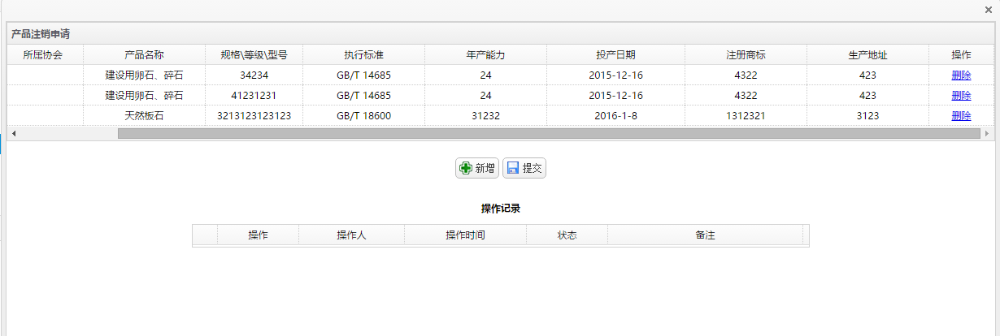 产品注销申请
所属协会 产品名称 规格\等级\型号 执行标准 年产能力 投产日期 注册商标 生产地址 操作
建设用卵石、碎石 34234 GB/T 14685 24 2015-12-16 4322 423 删除
建设用卵石、碎石 41231231 GB/T 14685 24 2015-12-16 4322 423 删除
天然板石 3213123123123 GB/T 18600 31232 2016-1-8 1312321 3123 删除
新增 提交
操作记录
操作 操作人 操作时间 状态 备注